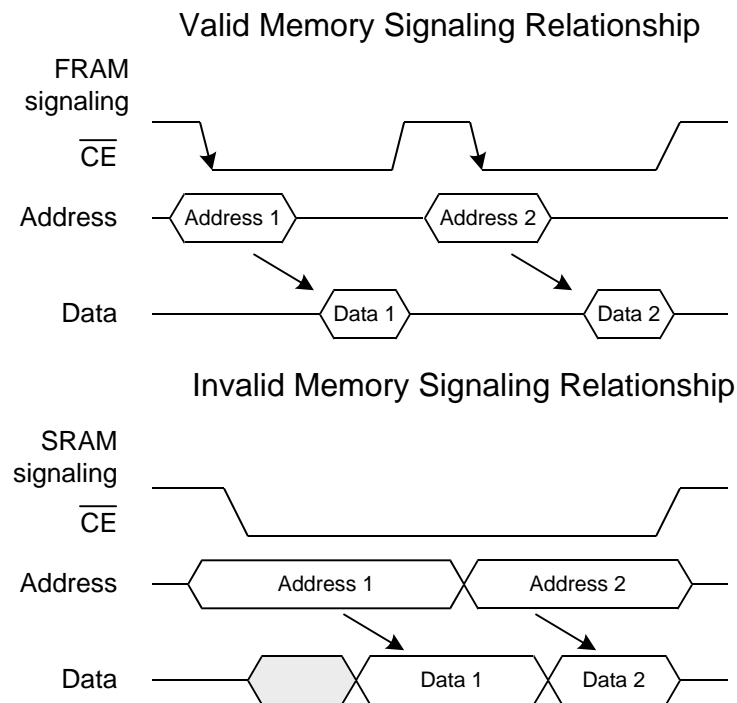 Valid Memory Signaling Relationship
FRAM
signaling
CE
Address
Address 1
Address 2
Data
Data 1
Data 2
Invalid Memory Signaling Relationship
SRAM
signaling
CE
Address
Address 1
Address 2
Data
Data 1
Data 2